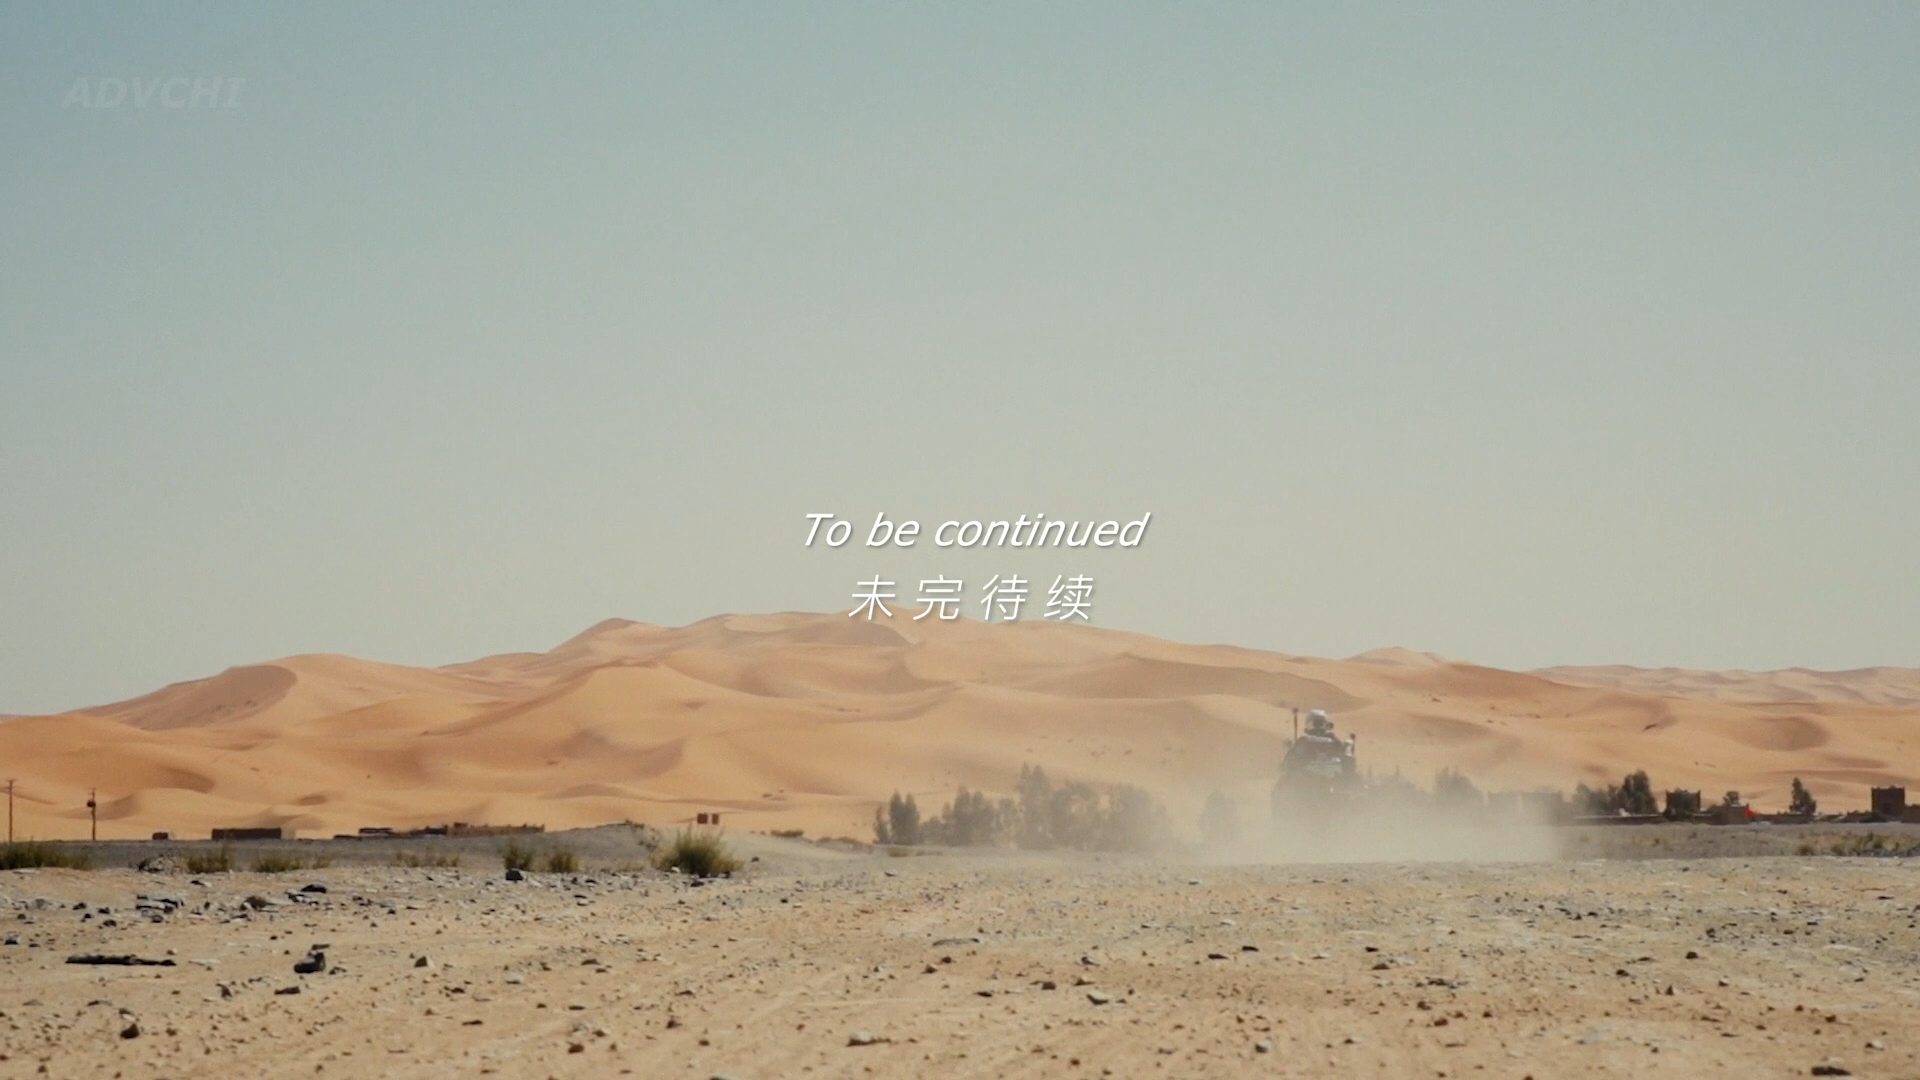 ADVCHI
To be continued
未完待续